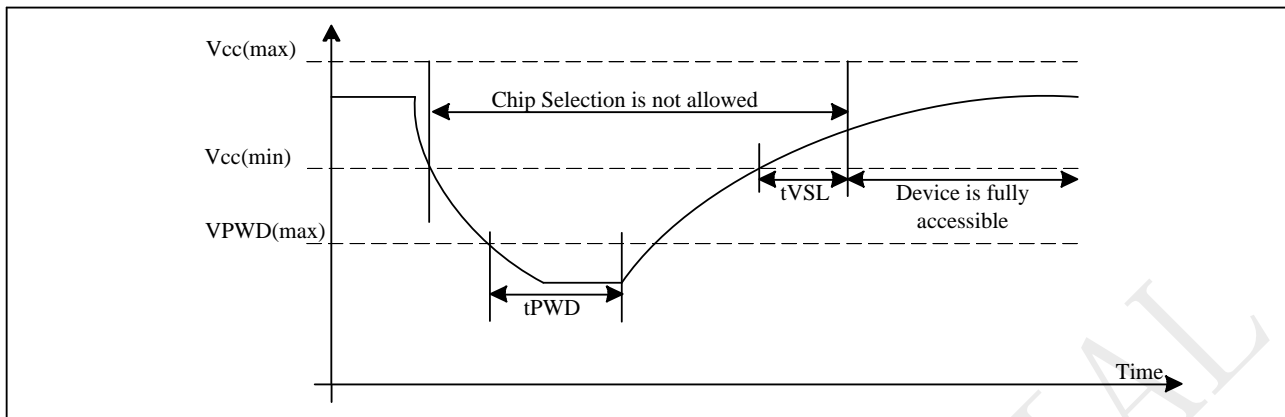 Vcc(max)
Chip Selection is not allowed
Vcc(min)
tVSL
Device is fully
accessible
VPWD(max)
tPWD
Time